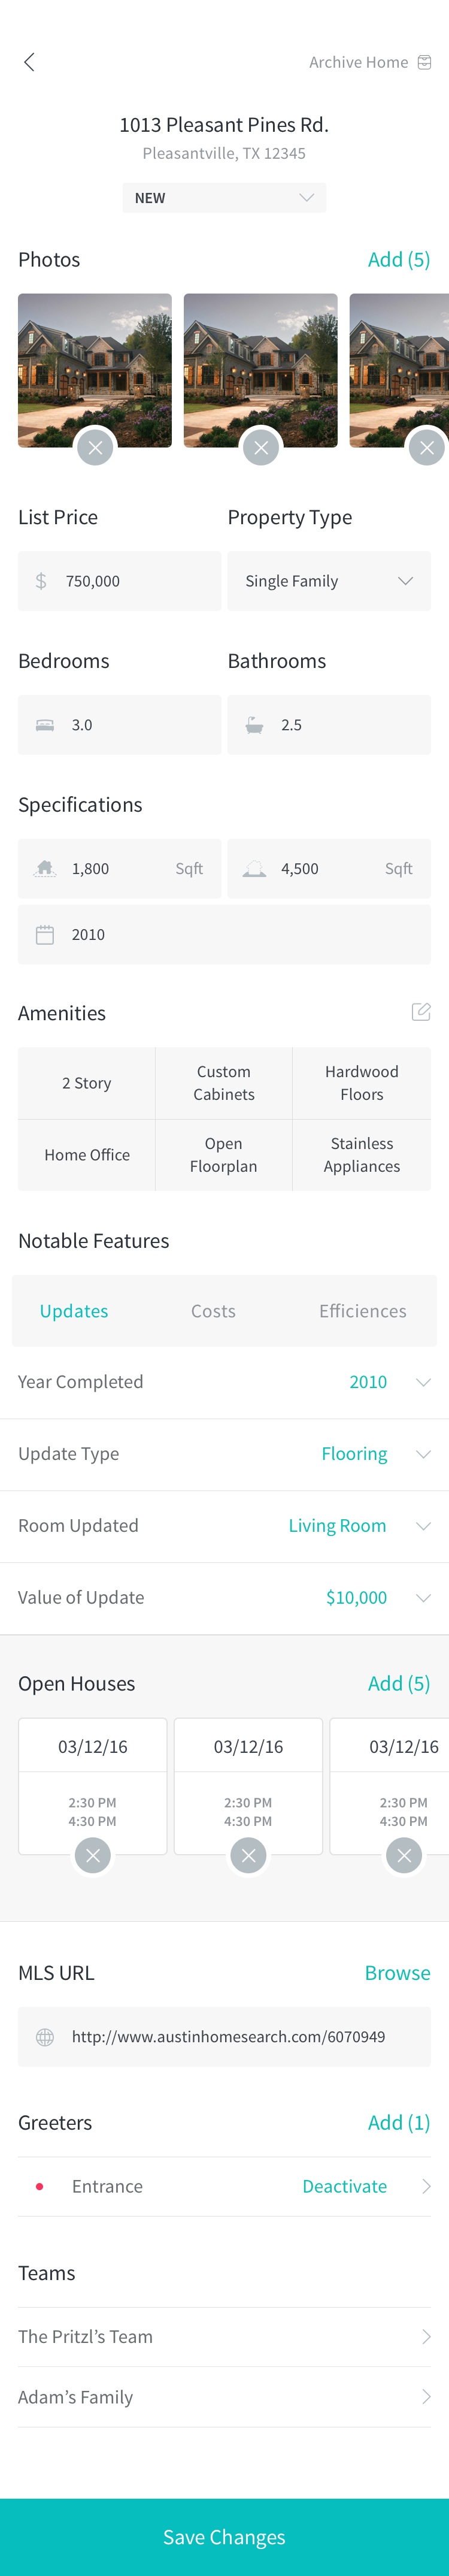 Archive Home
1013 Pleasant Pines Rd.
Pleasantville, TX 12345
NEW
Photos
Add (5)
List Price
Property Type
$ 750,000
Single Family
Bedrooms
Bathrooms
3.0
2.5
Specifications
1,800 Sqft
4,500 Sqft
2010
Amenities
2 Story
Custom
Cabinets
Hardwood
Floors
Home Office
Open
Floorplan
Stainless
Appliances
Notable Features
Updates
Costs
Efficiences
Year Completed
2010
Update Type
Flooring
Room Updated
Living Room
Value of Update
$10,000
Open Houses
Add (5)
03/12/16
2:30 PM
4:30 PM
03/12/16
2:30 PM
4:30 PM
03/12/16
2:30 PM
4:30 PM
MLS URL
Browse
http://www.austinhomesearch.com/6070949
Greeters
Add (1)
Entrance
Deactivate
Teams
The Pritzl’s Team
Adam’s Family
Save Changes